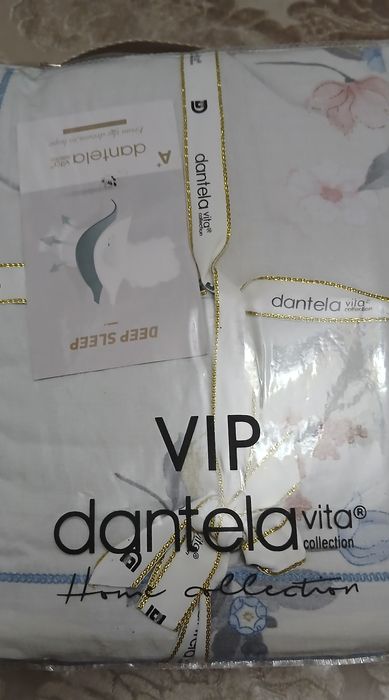 A+
dantela vita
DEEP SLEEP
dantela vita®
collection
dantela vita®
collection
VIP
dantela vita®
collection
Home collection